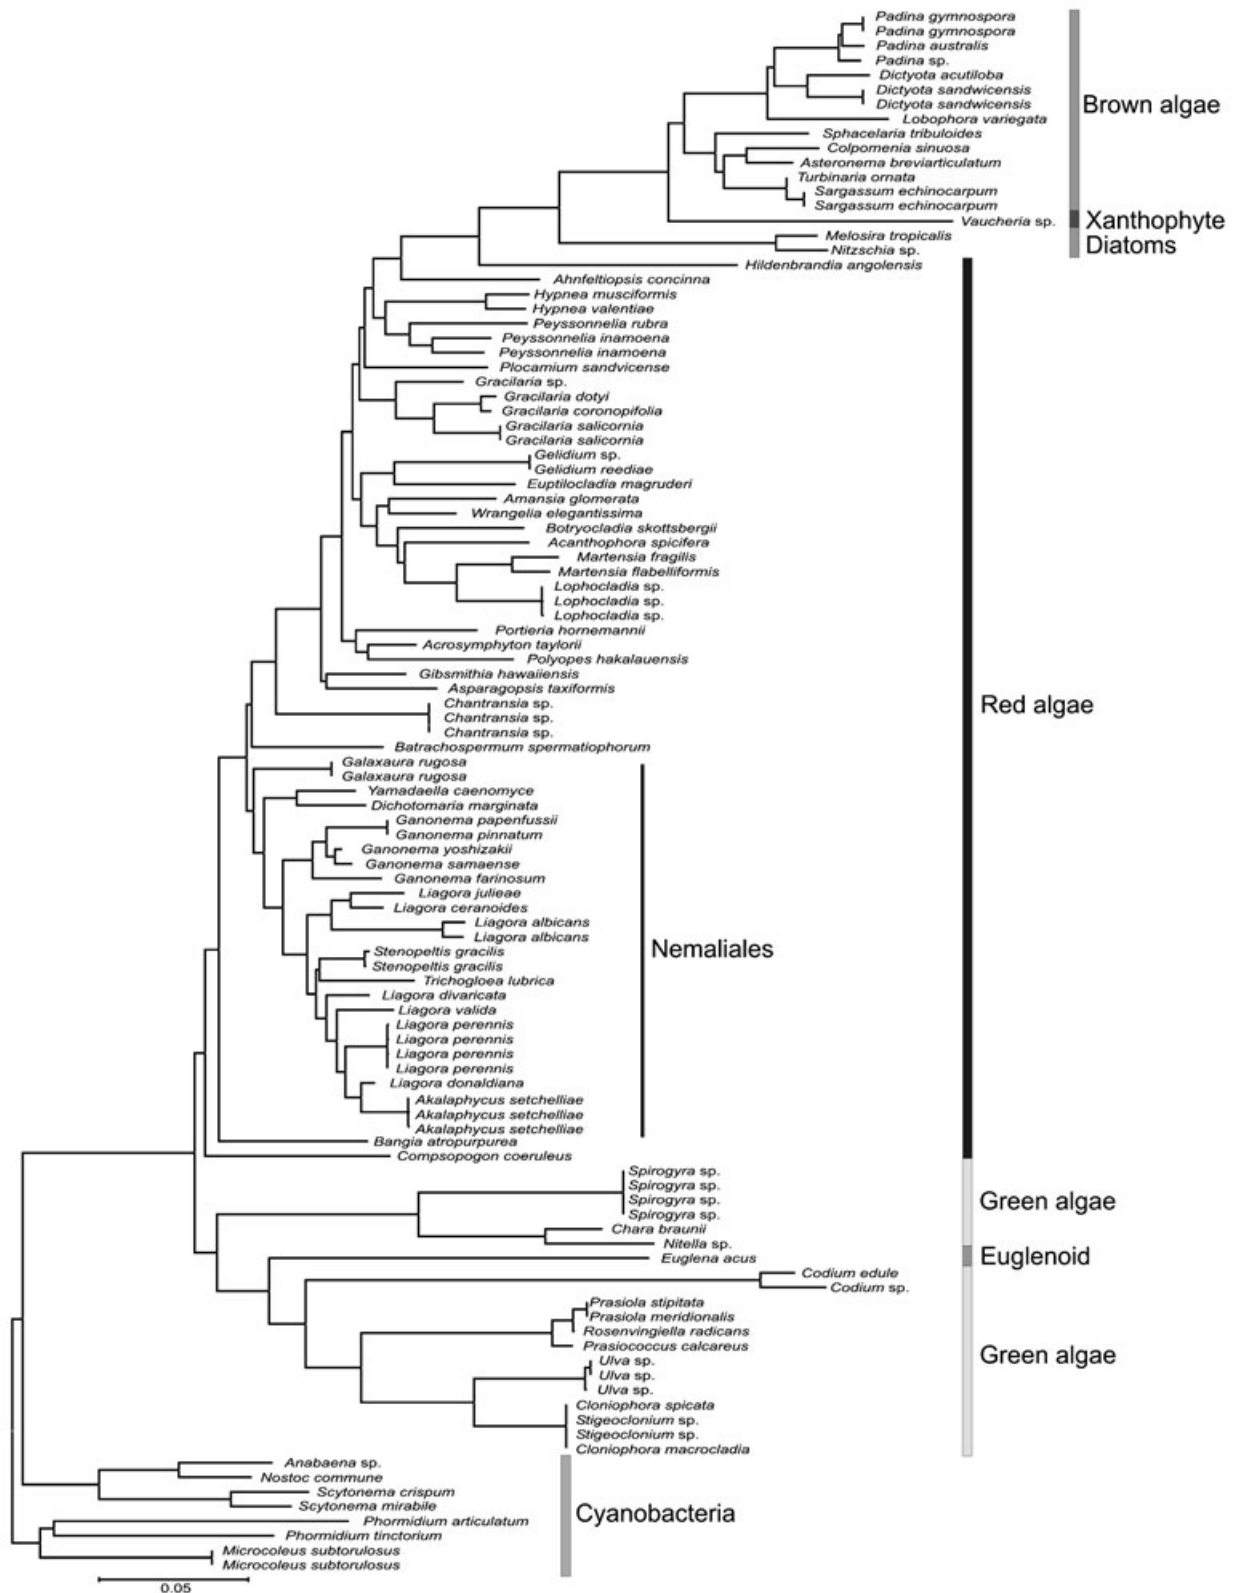 Padina gymnospora
Padina gymnospora
Padina australis
Padina sp.
Dictyota acutiloba
Dictyota sandwicensis
Dictyota sandwicensis
Brown algae
Lobophora variegata
Sphacelaria tribuloides
Colpomenia sinuosa
Asteronema breviarticulatum
Turbinaria ornata
Sargassum echinocarpum
Sargassum echinocarpum
Vaucheria sp.
Xanthophyte
Melosira tropicalis
Diatoms
Nitzschia sp.
Hildenbrandia angolensis
Ahnfeltiopsis concinna
Hypnea musciformis
Hypnea valentiae
Peyssonnelia rubra
Peyssonnelia inamoena
Peyssonnelia inamoena
Plocamium sandvicense
Gracilaria sp.
Gracilaria dotyi
Gracilaria coronopifolia
Gracilaria salicornia
Gracilaria salicornia
Gelidium sp.
Gelidium reediae
Euptilocladia magruderi
Amansia glomerata
Wrangelia elegantissima
Botryocladia skottsbergii
Acanthophora spicifera
Martensia fragilis
Martensia flabelliformis
Lophocladia sp.
Lophocladia sp.
Lophocladia sp.
Portieria hornemannii
Acrosymphyton taylorii
Polyopes hakalauensis
Gibsmithia hawaiiensis
Asparagopsis taxiformis
Chantransia sp.
Red algae
Chantransia sp.
Chantransia sp.
Batrachospermum spermatiophorum
Galaxaura rugosa
Galaxaura rugosa
Yamadaella caenomyce
Dichotomaria marginata
Ganonema papenfussii
Ganonema pinnatum
Ganonema yoshizakii
Ganonema samaense
Ganonema farinosum
Liagora julieae
Liagora ceranoides
Liagora albicans
Liagora albicans
Nemaliales
Stenopeltis gracilis
Stenopeltis gracilis
Trichogloea lubrica
Liagora divaricata
Liagora valida
Liagora perennis
Liagora perennis
Liagora perennis
Liagora perennis
Liagora donaldiana
Akalaphycus setchelliae
Akalaphycus setchelliae
Akalaphycus setchelliae
Bangia atropurpurea
Compsopogon coeruleus
Spirogyra sp.
Spirogyra sp.
Spirogyra sp.
Green algae
Spirogyra sp.
Chara braunii
Nitella sp.
Euglena acus
Euglenoid
Codium edule
Codium sp.
Prasiola stipitata
Prasiola meridionalis
Rosenvingiella radicans
Prasiococcus calcareus
Green algae
Ulva sp.
Ulva sp.
Ulva sp.
Cloniophora spicata
Stigeoclonium sp.
Stigeoclonium sp.
Cloniophora macrocladia
Anabaena sp.
Nostoc commune
Scytonema crispum
Scytonema mirabile
Cyanobacteria
Phormidium articulatum
Phormidium tinctorium
Microcoleus subtorulosus
Microcoleus subtorulosus
0.05